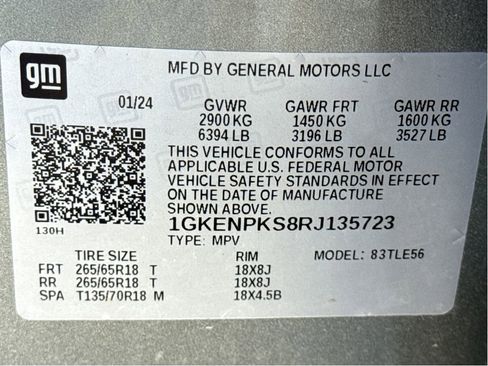 gm
MFD BY GENERAL MOTORS LLC
01/24 GVWR GAWR FRT GAWR RR
2900 KG 1450 KG 1600 KG
6394 LB 3196 LB 3527 LB
THIS VEHICLE CONFORMS TO ALL
APPLICABLE U.S. FEDERAL MOTOR
VEHICLE SAFETY STANDARDS IN EFFECT
ON THE DATE OF MANUFACTURE
SHOWN ABOVE.
1GKENPKS8RJ135723
130H
TYPE: MPV MODEL: 83TLE56
TIRE SIZE RIM
FRT 265/65R18 T 18X8J
RR 265/65R18 T 18X8J
SPA T135/70R18 M 18X4.5B